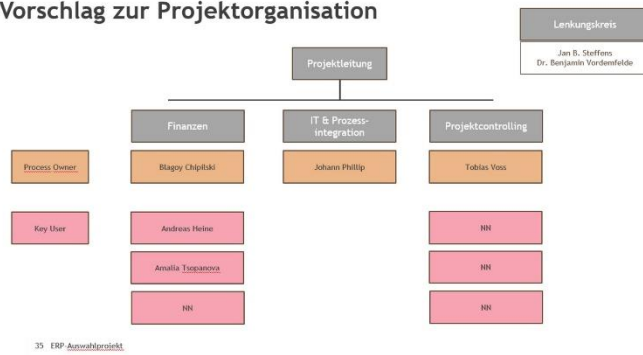 Vorschlag zur Projektorganisation
Lenkungskreis
Jan B. Steffens
Dr. Benjamin Vordemfelde
Projektleitung
Finanzen
IT & Prozess-
integration
Projektcontrolling
Process Owner
Blagoy Chipilski
Johann Phillip
Tobias Voss
Key User
Andreas Heine
NN
Amalia Tsopanova
NN
NN
NN
35 ERP-Auswahlprojekt